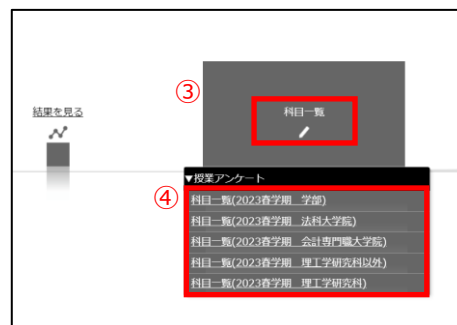 ③
科目一覧
結果を見る
▼授業アンケート
④
科目一覧(2023春学期　学部)
科目一覧(2023春学期　法科大学院)
科目一覧(2023春学期　会計専門職大学院)
科目一覧(2023春学期　理工学研究科以外)
科目一覧(2023春学期　理工学研究科)